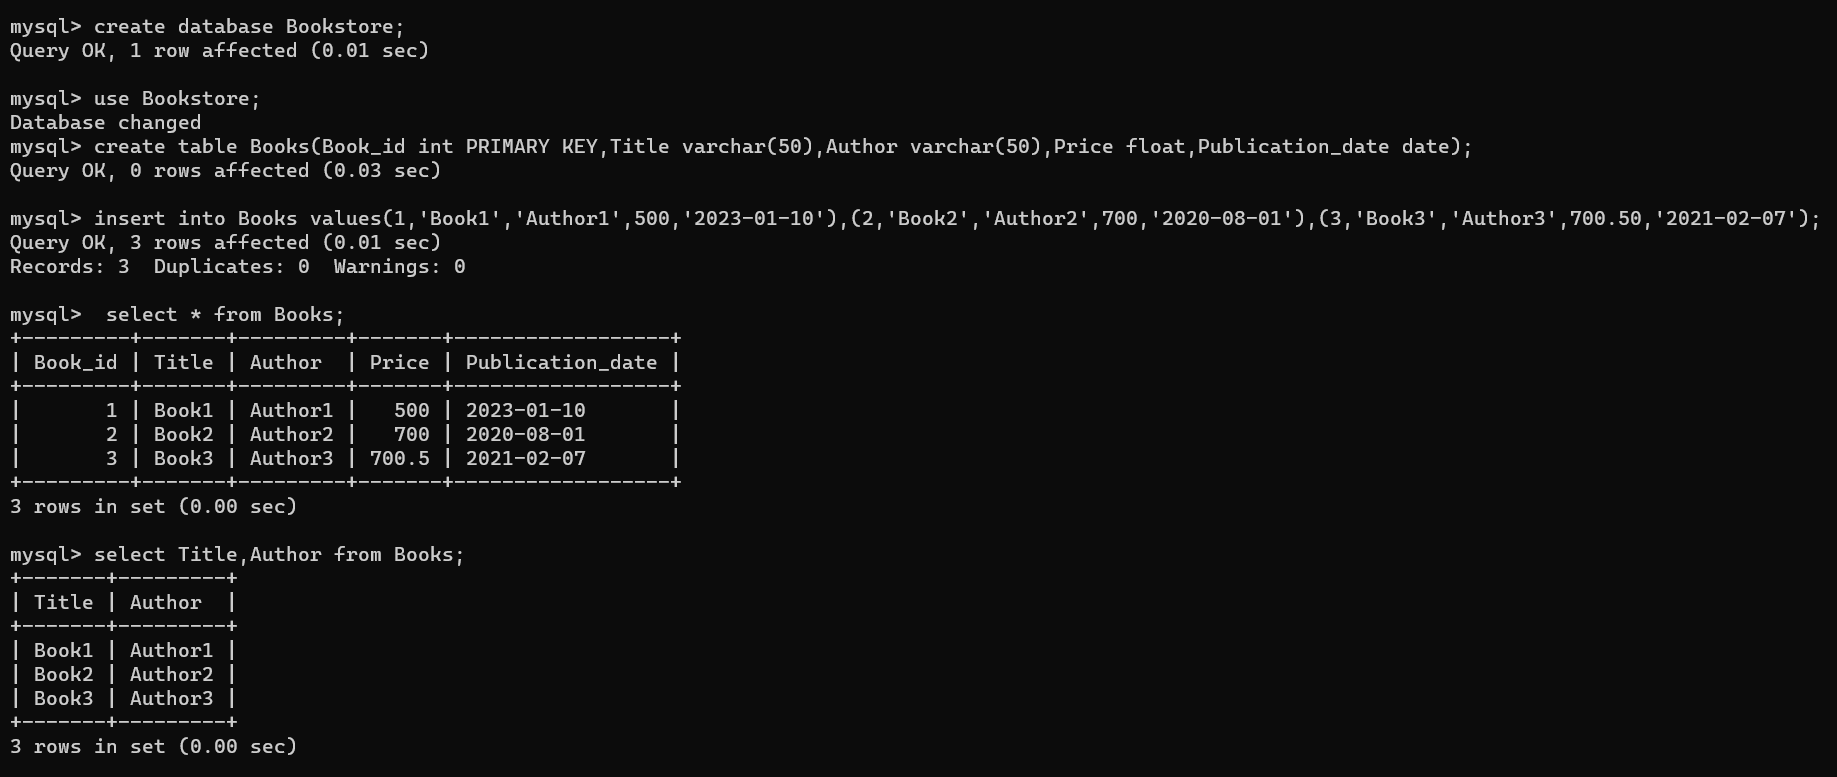 mysql> create database Bookstore;
Query OK, 1 row affected (0.01 sec)

mysql> use Bookstore;
Database changed
mysql> create table Books(Book_id int PRIMARY KEY,Title varchar(50),Author varchar(50),Price float,Publication_date date);
Query OK, 0 rows affected (0.03 sec)

mysql> insert into Books values(1,'Book1','Author1',500,'2023-01-10'),(2,'Book2','Author2',700,'2020-08-01'),(3,'Book3','Author3',700.50,'2021-02-07');
Query OK, 3 rows affected (0.01 sec)
Records: 3  Duplicates: 0  Warnings: 0

mysql>  select * from Books;
+---------+-------+---------+-------+------------------+
| Book_id | Title | Author  | Price | Publication_date |
+---------+-------+---------+-------+------------------+
|       1 | Book1 | Author1 |   500 | 2023-01-10       |
|       2 | Book2 | Author2 |   700 | 2020-08-01       |
|       3 | Book3 | Author3 | 700.5 | 2021-02-07       |
+---------+-------+---------+-------+------------------+
3 rows in set (0.00 sec)

mysql> select Title,Author from Books;
+-------+---------+
| Title | Author  |
+-------+---------+
| Book1 | Author1 |
| Book2 | Author2 |
| Book3 | Author3 |
+-------+---------+
3 rows in set (0.00 sec)